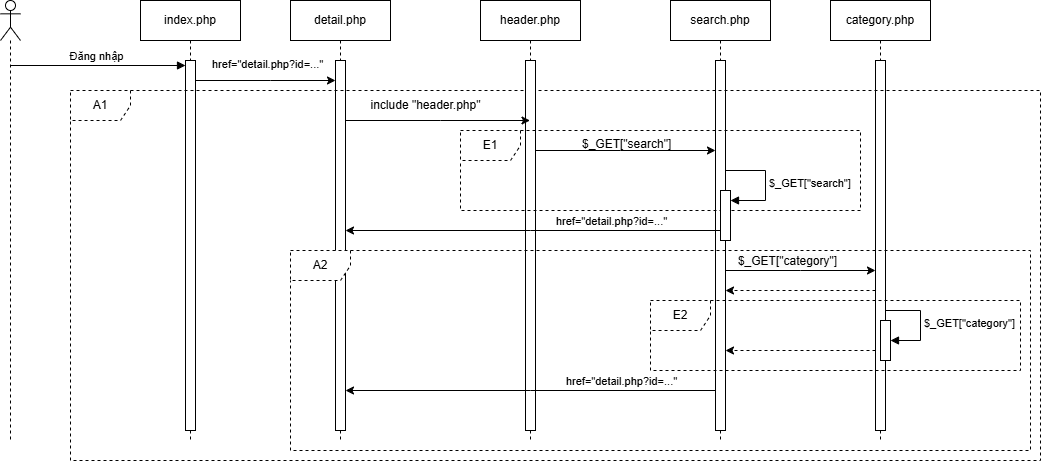 index.php
detail.php
header.php
search.php
category.php
Đăng nhập
href="detail.php?id=..."
A1
include "header.php"
E1
$_GET["search"]
$_GET["search"]
href="detail.php?id=..."
A2
$_GET["category"]
E2
$_GET["category"]
href="detail.php?id=..."